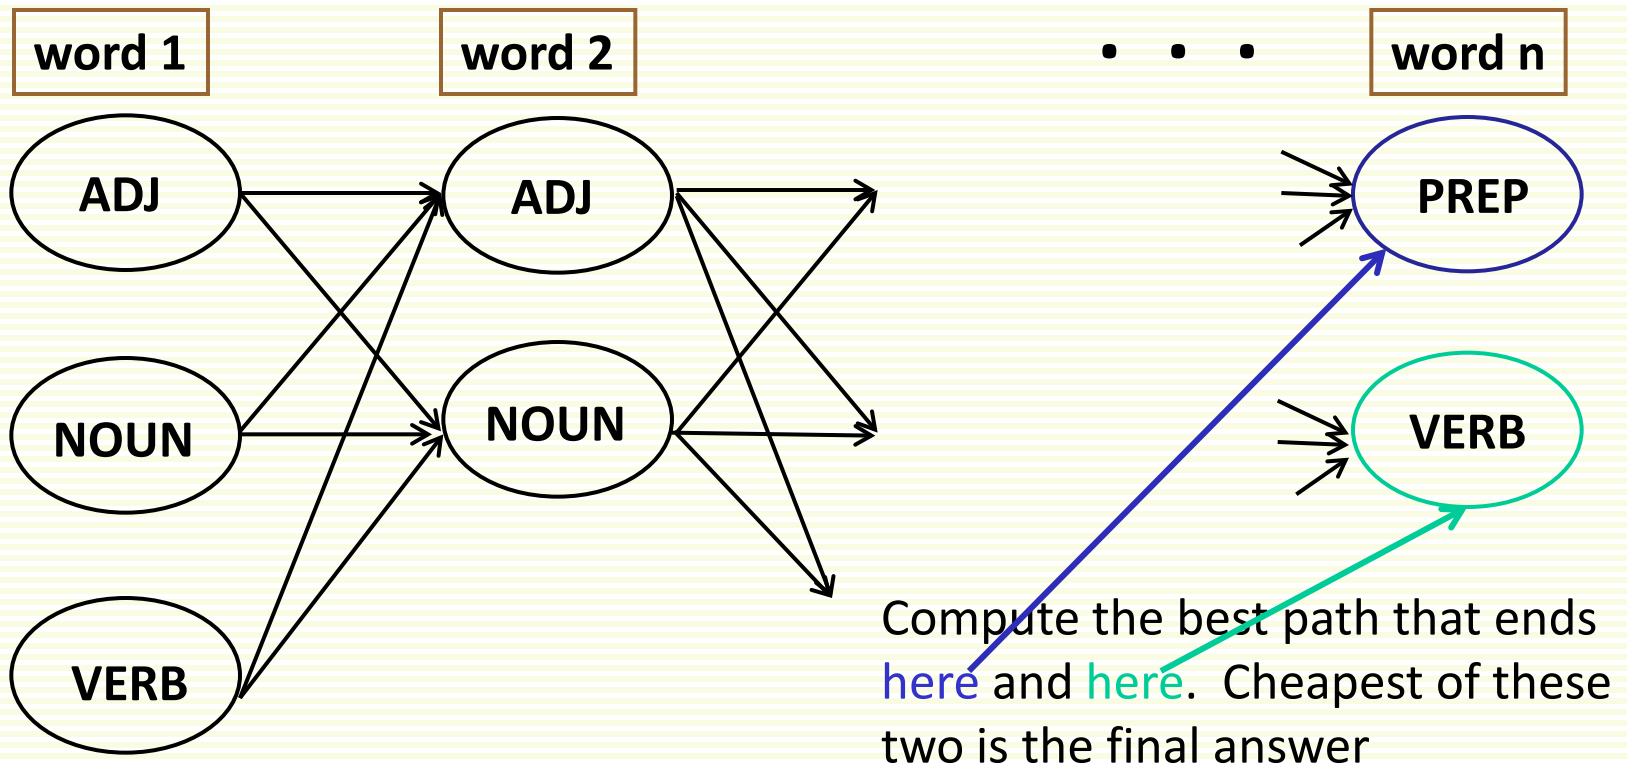 word 1 word 2 . . . word n
ADJ ADJ PREP
NOUN NOUN VERB
VERB
Compute the best path that ends
here and here. Cheapest of these
two is the final answer